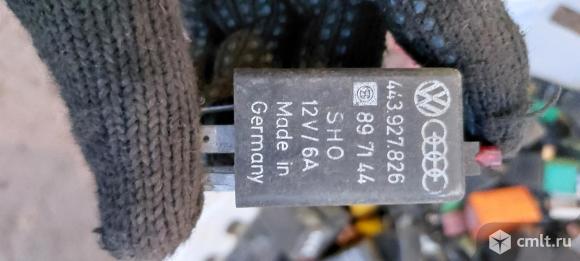 443.927.826
89 71 44
SHO
12V/6A
Made in
Germany
cmlt.ru